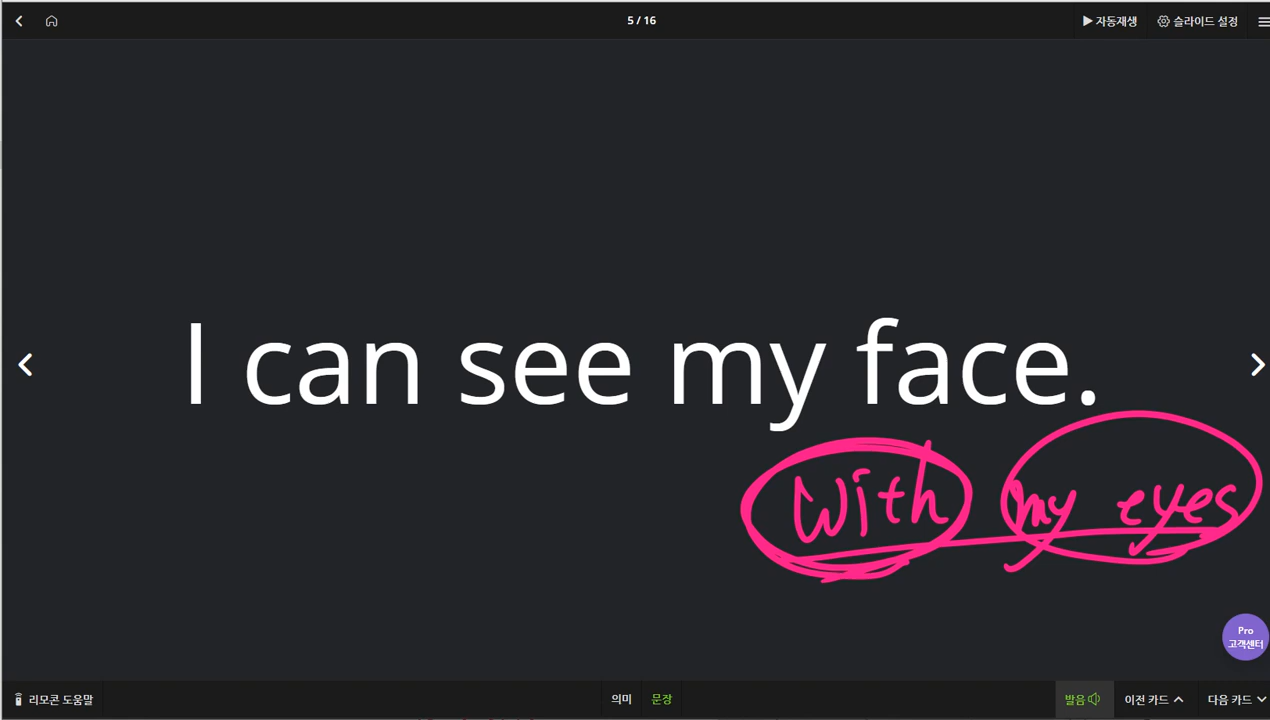 5 / 16
자동재생
슬라이드 설정
I can see my face.
With my eyes
Pro
고객센터
리모콘 도움말
의미
문장
발음
이전 카드
다음 카드